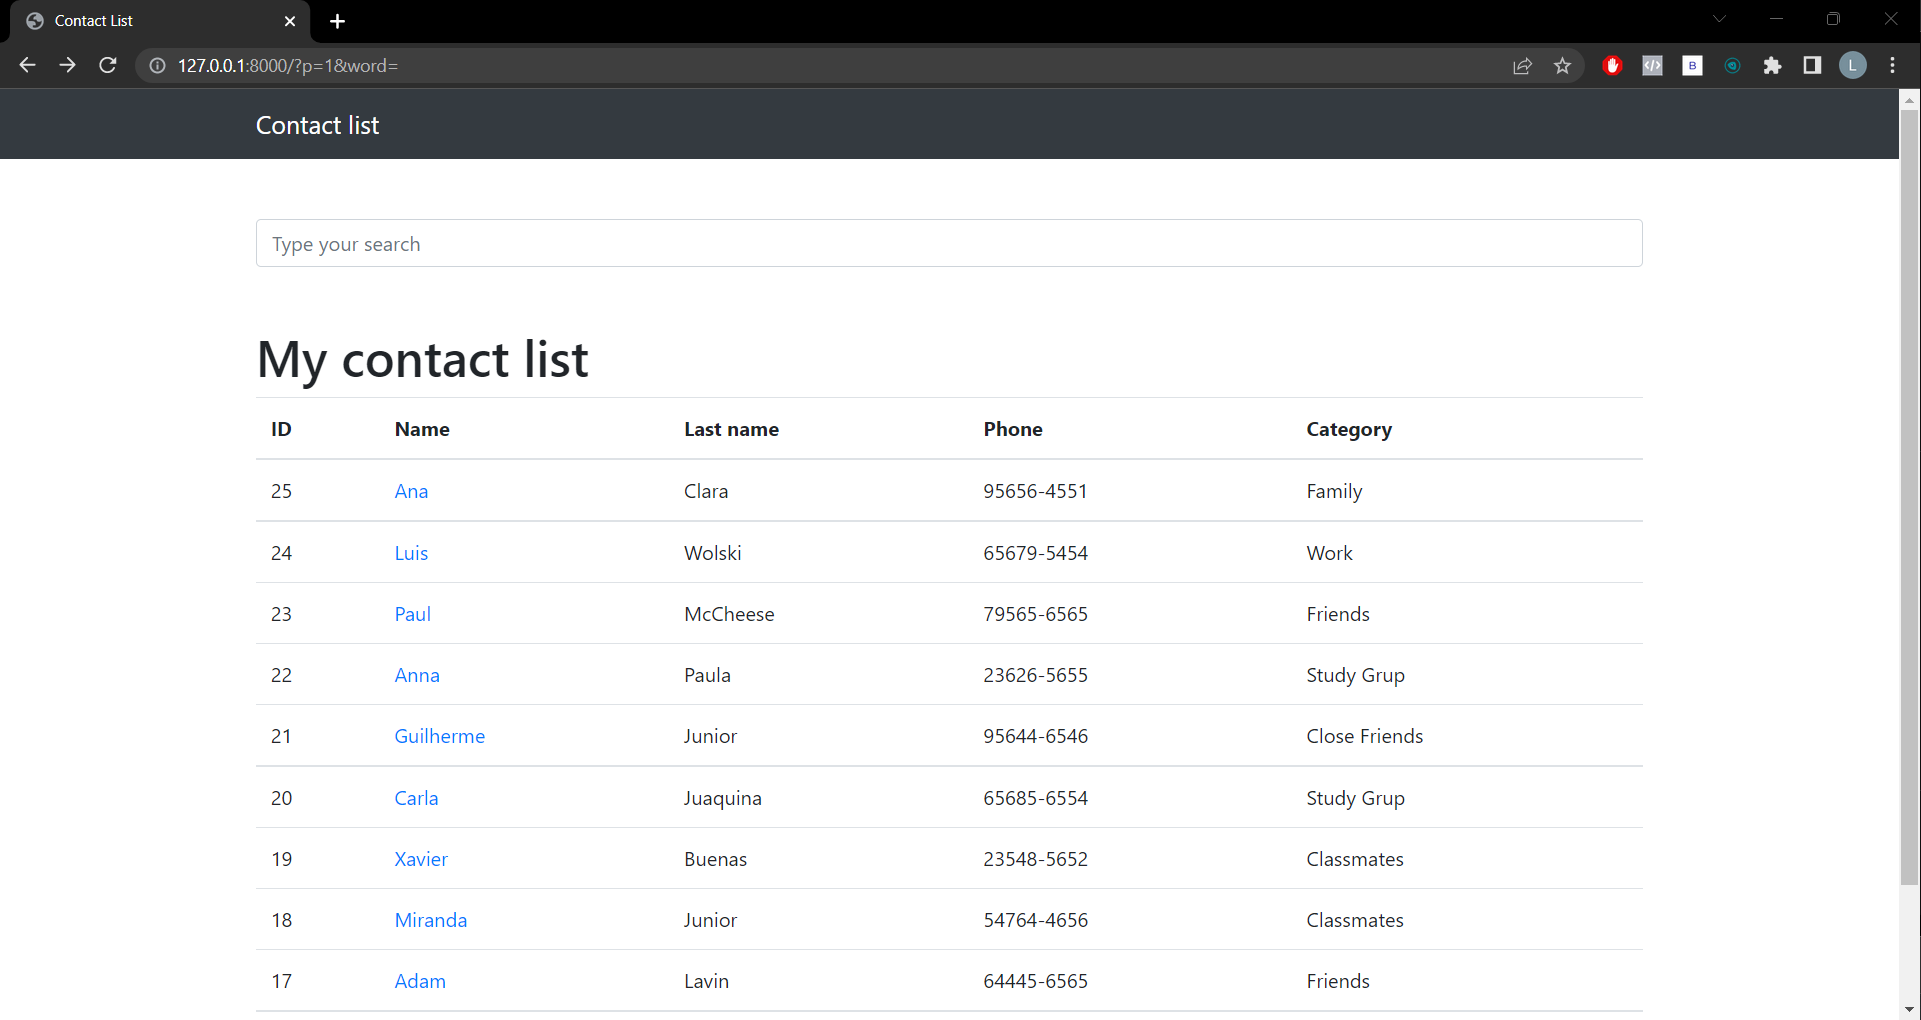 Contact List
127.0.0.1:8000/?p=1&word=
B
L
Contact list
Type your search
My contact list
ID Name Last name Phone Category
25 Ana Clara 95656-4551 Family
24 Luis Wolski 65679-5454 Work
23 Paul McCheese 79565-6565 Friends
22 Anna Paula 23626-5655 Study Grup
21 Guilherme Junior 95644-6546 Close Friends
20 Carla Juaquina 65685-6554 Study Grup
19 Xavier Buenas 23548-5652 Classmates
18 Miranda Junior 54764-4656 Classmates
17 Adam Lavin 64445-6565 Friends